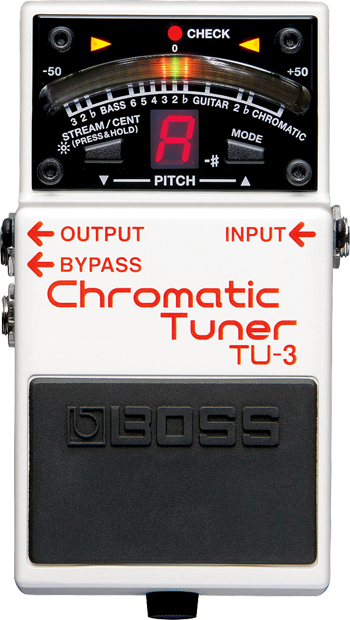 CHECK
0
-50 +50
3 2 ♭ BASS 6 5 4 3 2 ♭ GUITAR 2 ♭ CHROMATIC
STREAM/CENT
(PRESS&HOLD)
MODE
A
-#
▼ PITCH ▲
← OUTPUT INPUT ←
← BYPASS
Chromatic
Tuner
TU-3
BOSS